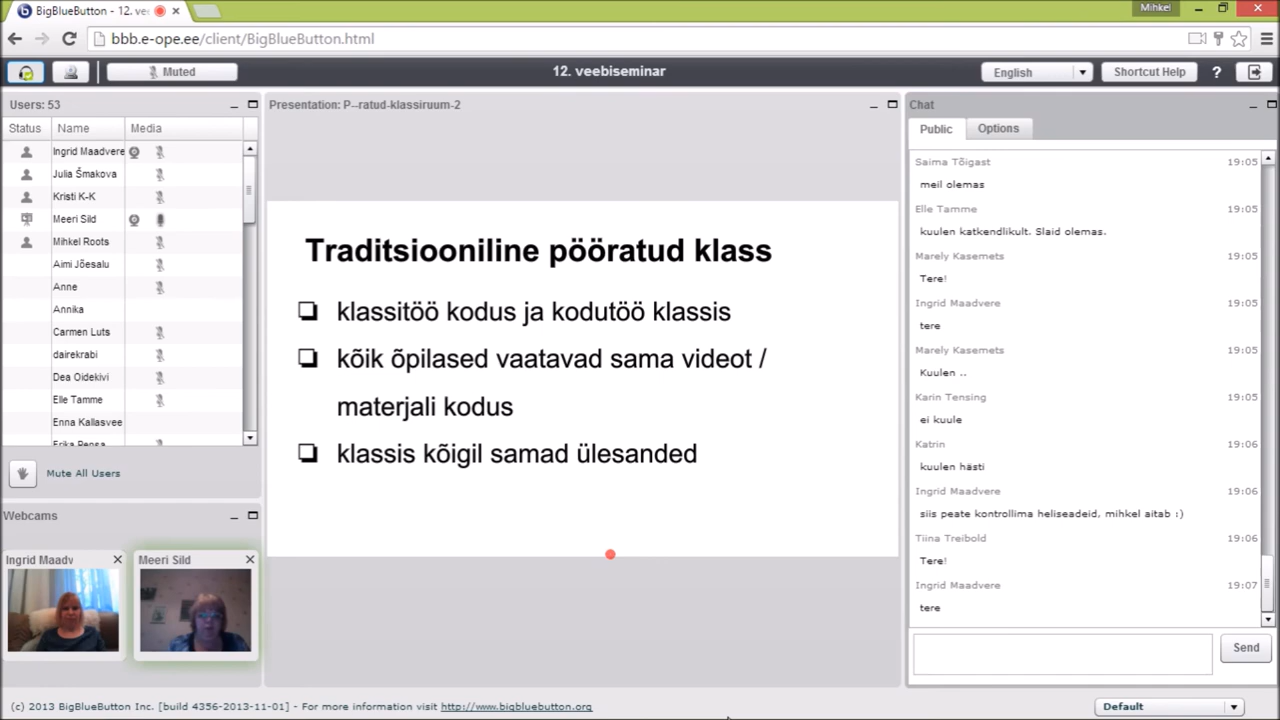 BigBlueButton - 12. ve
Mihkel
bbb.e-ope.ee/client/BigBlueButton.html
Muted
12. veebiseminar
English
Shortcut Help
?
Users: 53
Status Name Media
Ingrid Maadvere
Julia Šmakova
Kristi K-K
Meeri Sild
Mihkel Roots
Aimi Jõesalu
Anne
Annika
Carmen Luts
dairekrabi
Dea Oidekivi
Elle Tamme
Enna Kallasvee
Mute All Users
Webcams
Ingrid Maadv
Meeri Sild
Presentation: P--ratud-klassiruum-2
Traditsiooniline pööratud klass
klassitöö kodus ja kodutöö klassis
kõik õpilased vaatavad sama videot /
materjali kodus
klassis kõigil samad ülesanded
Chat
Public Options
Saima Tõigast 19:05
meil olemas
Elle Tamme 19:05
kuulen katkendlikult. Slaid olemas.
Marely Kasemets 19:05
Tere!
Ingrid Maadvere 19:05
tere
Marely Kasemets 19:05
Kuulen ..
Karin Tensing 19:05
ei kuule
Katrin 19:06
kuulen hästi
Ingrid Maadvere 19:06
siis peate kontrollima heliseadeid, mihkel aitab :)
Tiina Treibold 19:06
Tere!
Ingrid Maadvere 19:07
tere
Send
(c) 2013 BigBlueButton Inc. [build 4356-2013-11-01] - For more information visit http://www.bigbluebutton.org
Default